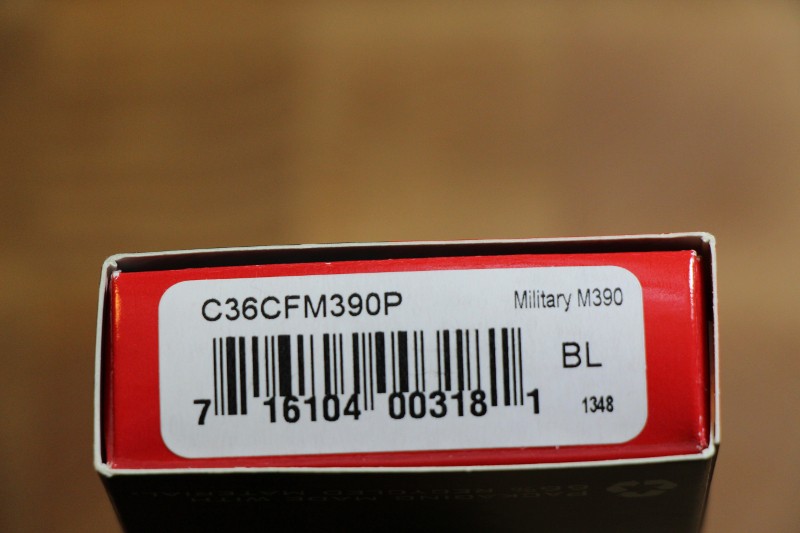 C36CFM390P
Military M390
BL
7 16104 00318 1
1348